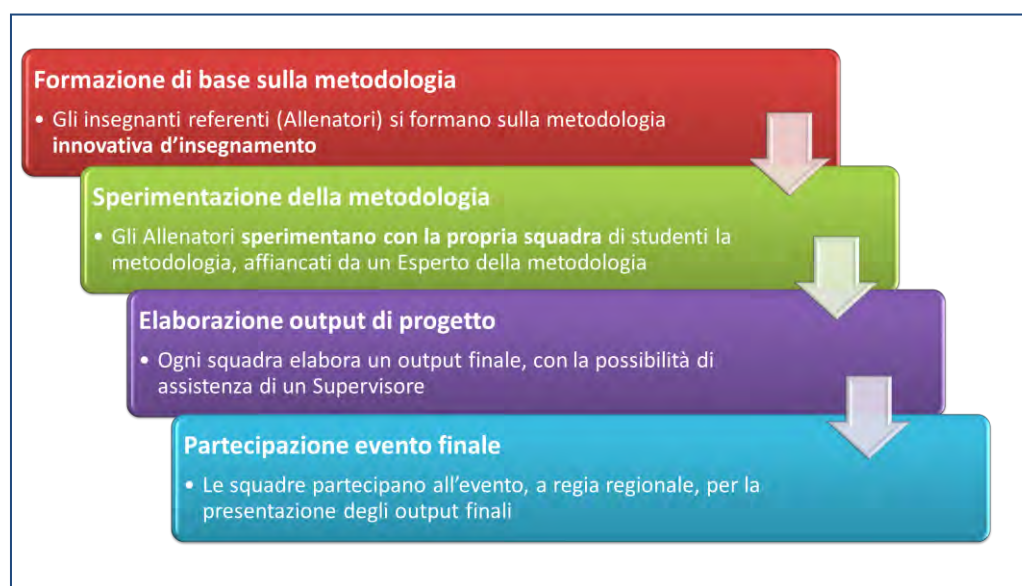 Formazione di base sulla metodologia
• Gli insegnanti referenti (Allenatori) si formano sulla metodologia
innovativa d’insegnamento
Sperimentazione della metodologia
• Gli Allenatori sperimentano con la propria squadra di studenti la
metodologia, affiancati da un Esperto della metodologia
Elaborazione output di progetto
• Ogni squadra elabora un output finale, con la possibilità di
assistenza di un Supervisore
Partecipazione evento finale
• Le squadre partecipano all’evento, a regia regionale, per la
presentazione degli output finali